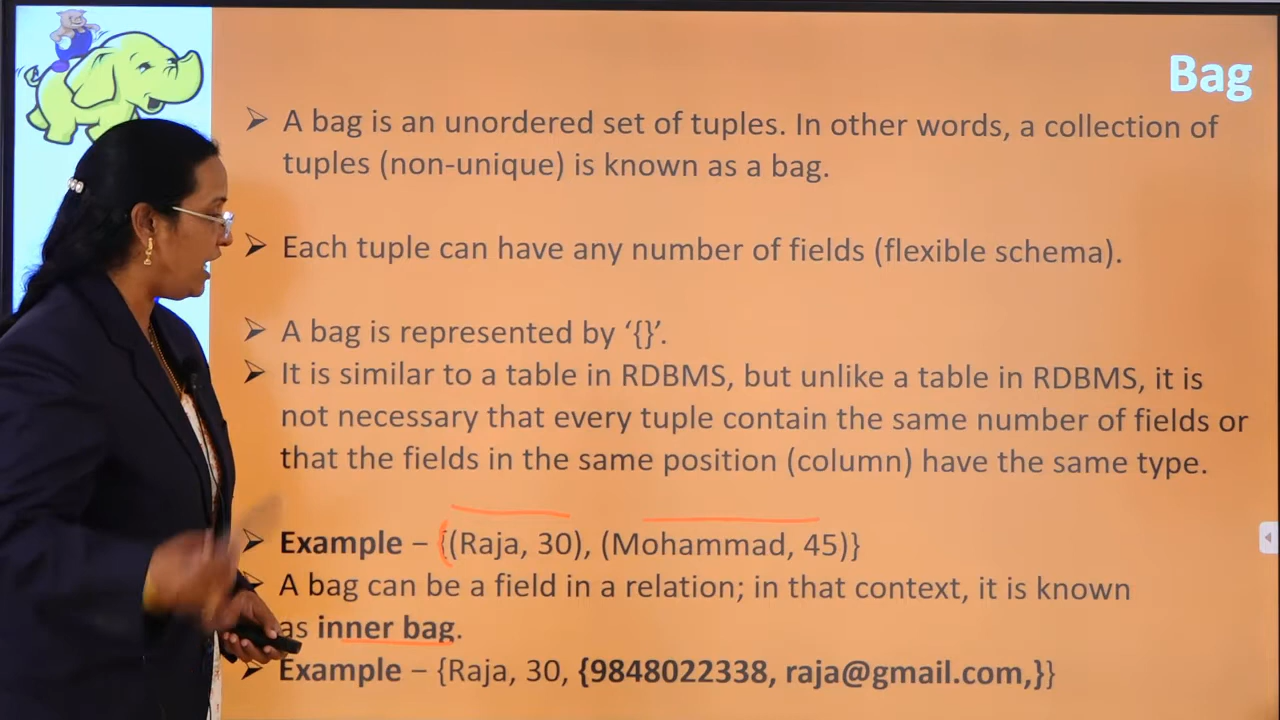 Bag
➢ A bag is an unordered set of tuples. In other words, a collection of
tuples (non-unique) is known as a bag.
➢ Each tuple can have any number of fields (flexible schema).
➢ A bag is represented by ‘{}’.
➢ It is similar to a table in RDBMS, but unlike a table in RDBMS, it is
not necessary that every tuple contain the same number of fields or
that the fields in the same position (column) have the same type.
➢ Example – {(Raja, 30), (Mohammad, 45)}
➢ A bag can be a field in a relation; in that context, it is known
as inner bag.
➢ Example – {Raja, 30, {9848022338, raja@gmail.com,}}